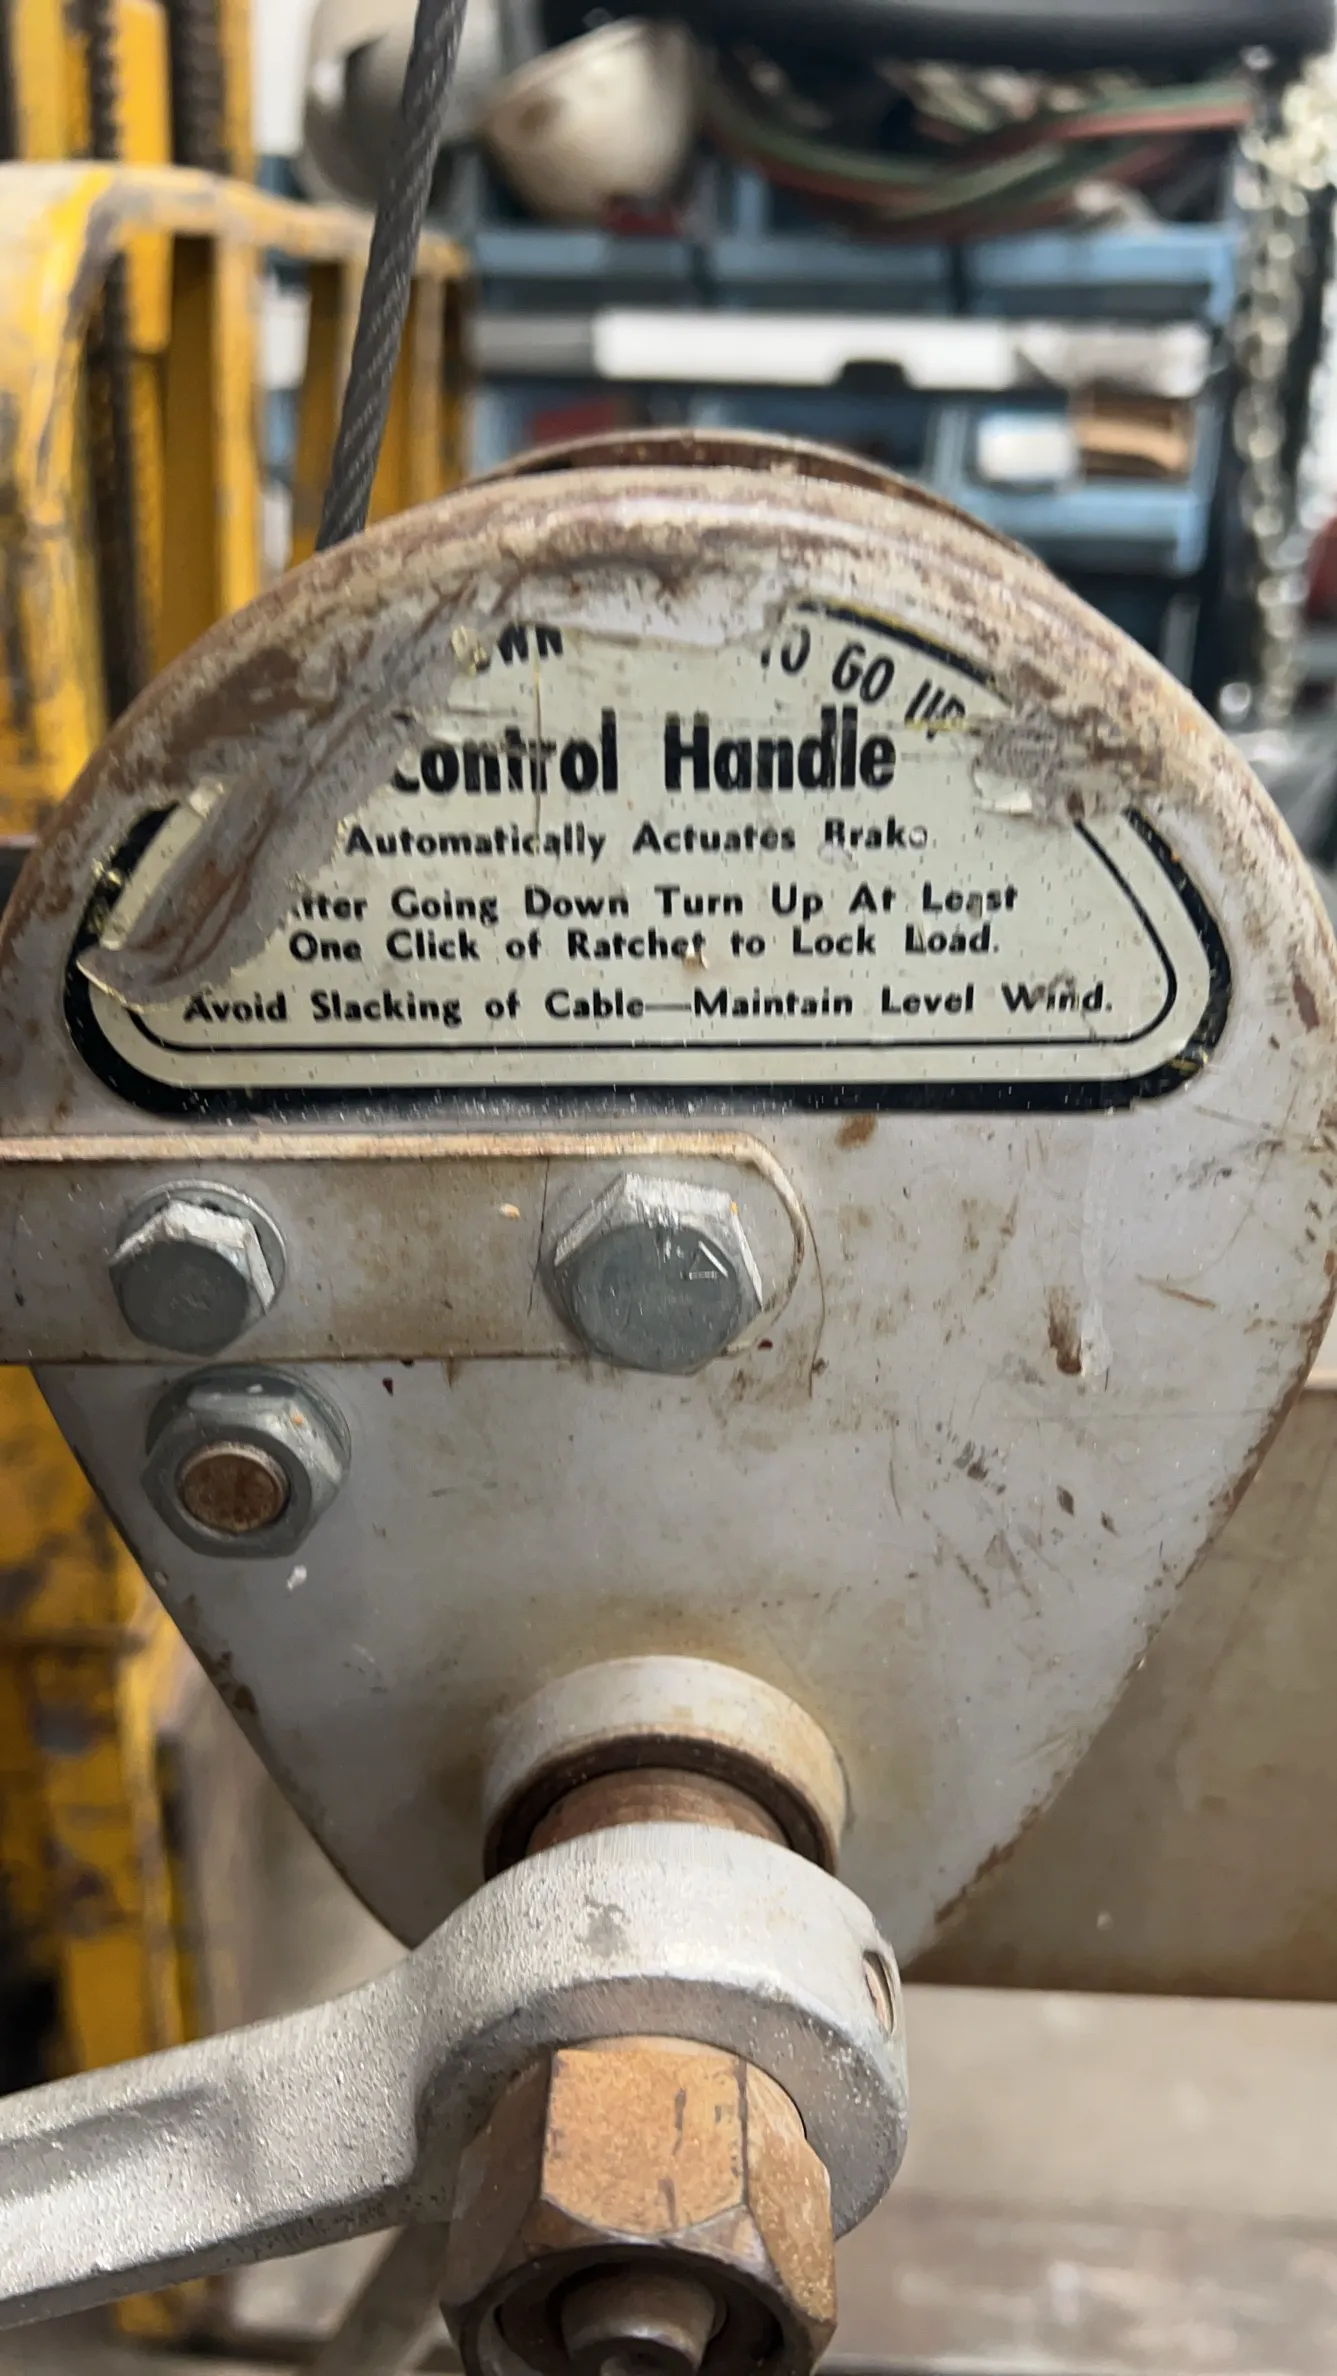 TO GO UP
Control Handle
Automatically Actuates Brake.
After Going Down Turn Up At Least
One Click of Ratchet to Lock Load.
Avoid Slacking of Cable—Maintain Level Wind.